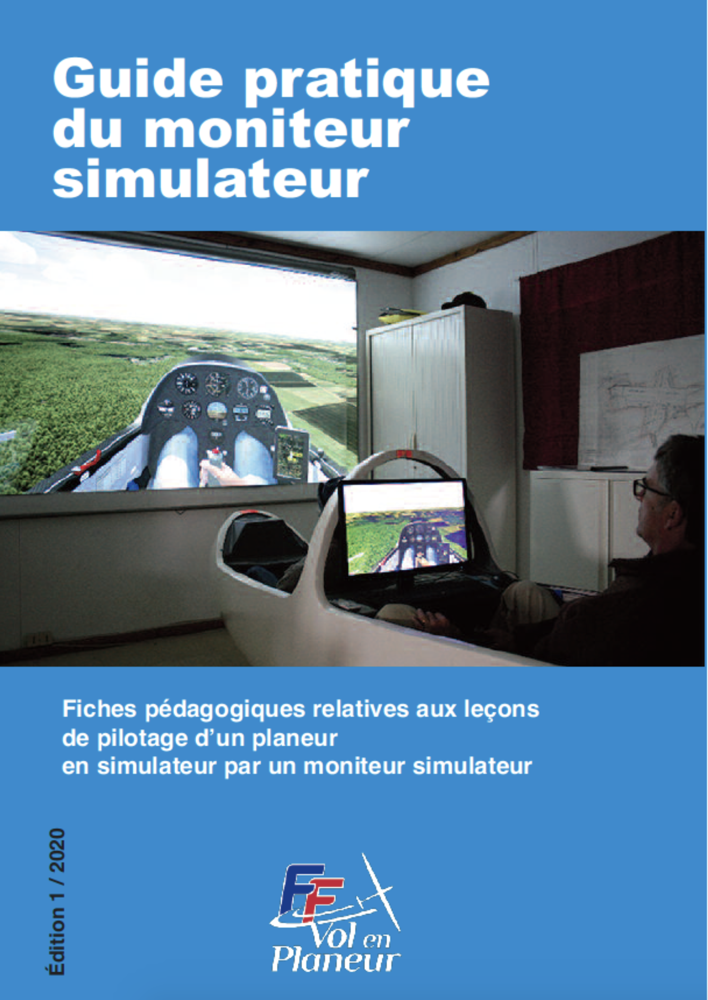 Guide pratique
du moniteur
simulateur
Fiches pédagogiques relatives aux leçons
de pilotage d’un planeur
en simulateur par un moniteur simulateur
Édition 1 / 2020
FF
Vol en
Planeur